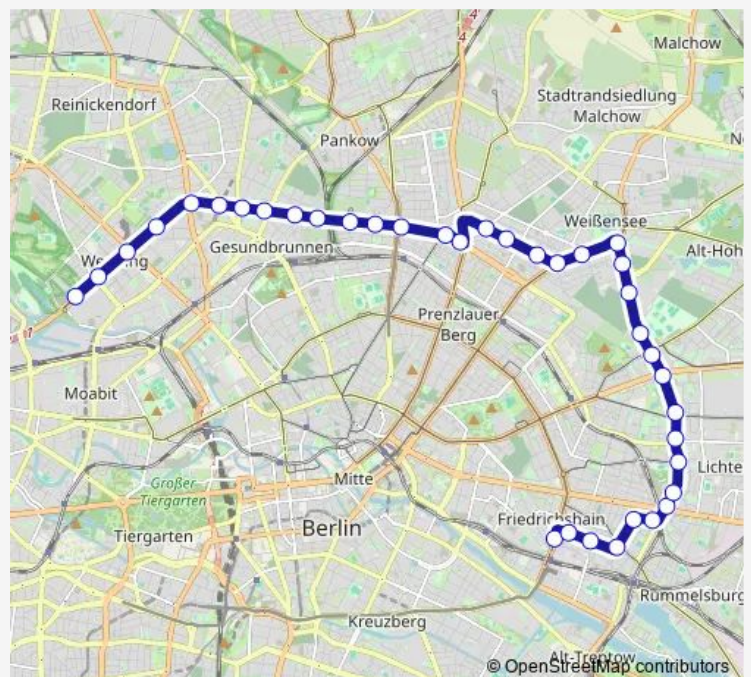 Malchow
Reinickendorf
Stadtrandsiedlung
Malchow
Pankow
Weißensee
Gesundbrunnen
Alt-Hoh
Prenzlauer
Berg
Moabit
Lichte
Mitte
Großer
Tiergarten
Friedrichshain
Tiergarten
Berlin
Rummelsburg
Kreuzberg
Alt-Treptow
© OpenStreetMap contributors